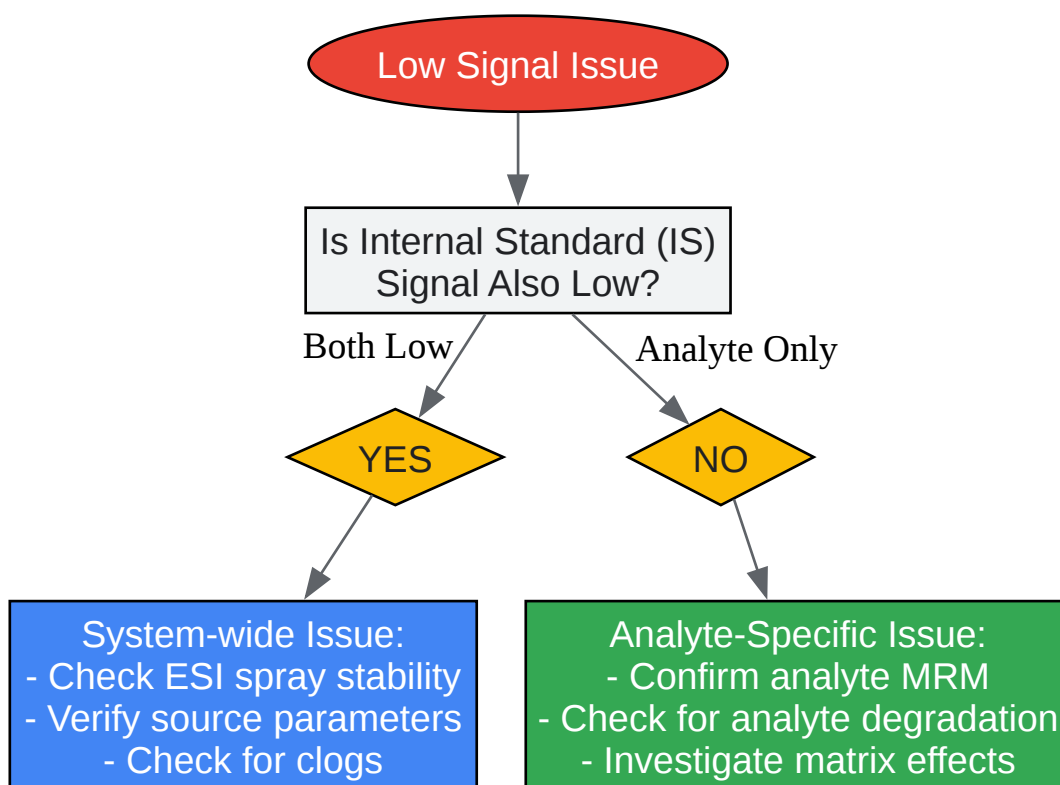 Low Signal Issue
Is Internal Standard (IS)
Signal Also Low?
Both Low
Analyte Only
YES
NO
System-wide Issue:
- Check ESI spray stability
- Verify source parameters
- Check for clogs
Analyte-Specific Issue:
- Confirm analyte MRM
- Check for analyte degradation
- Investigate matrix effects